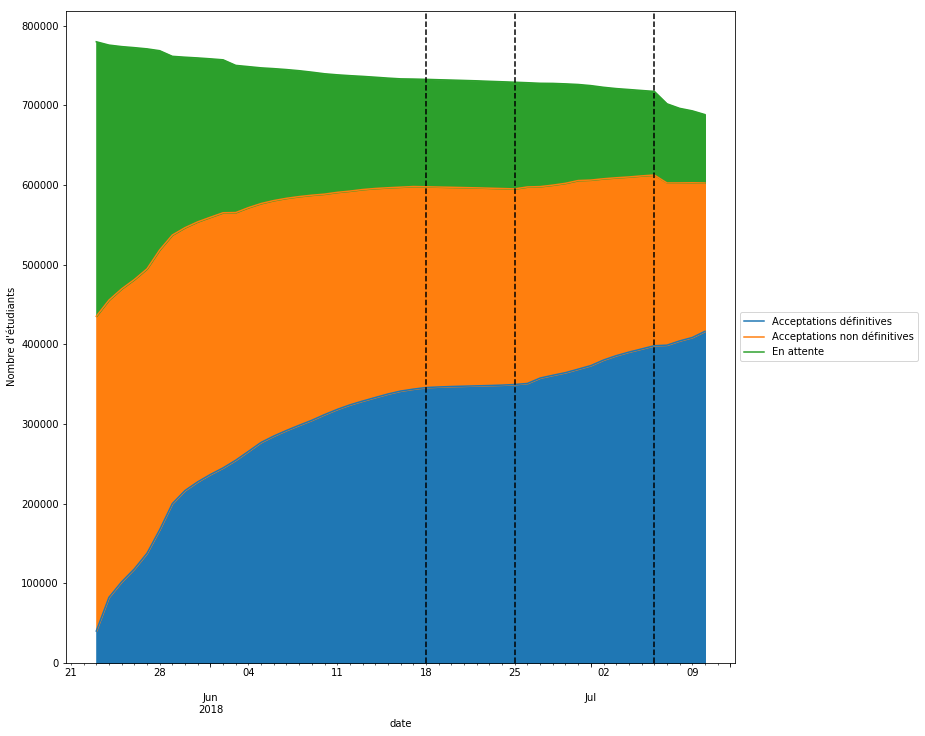 800000
700000
600000
500000
400000
300000
200000
100000
0
Nombre d'étudiants
21 28 04 11 18 25 02 09
Jun Jul
2018
date
Acceptations définitives
Acceptations non définitives
En attente